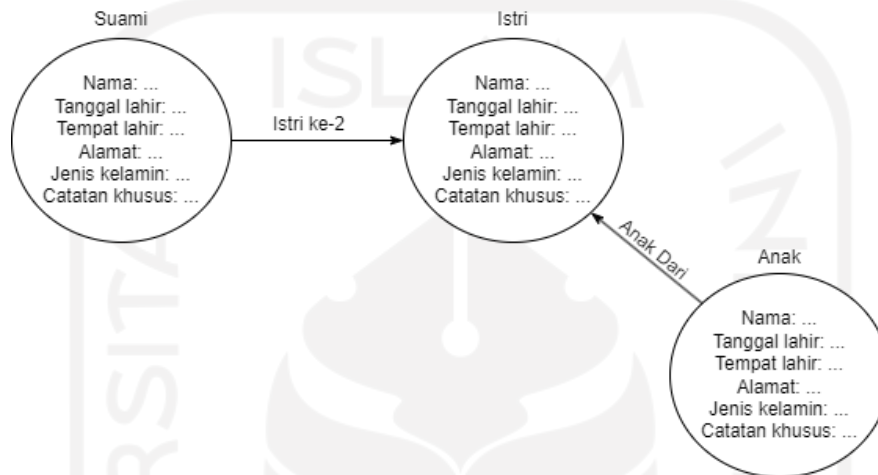 Suami
Nama: ...
Tanggal lahir: ...
Tempat lahir: ...
Alamat: ...
Jenis kelamin: ...
Catatan khusus: ...
Istri ke-2
Istri
Nama: ...
Tanggal lahir: ...
Tempat lahir: ...
Alamat: ...
Jenis kelamin: ...
Catatan khusus: ...
Anak Dari
Anak
Nama: ...
Tanggal lahir: ...
Tempat lahir: ...
Alamat: ...
Jenis kelamin: ...
Catatan khusus: ...